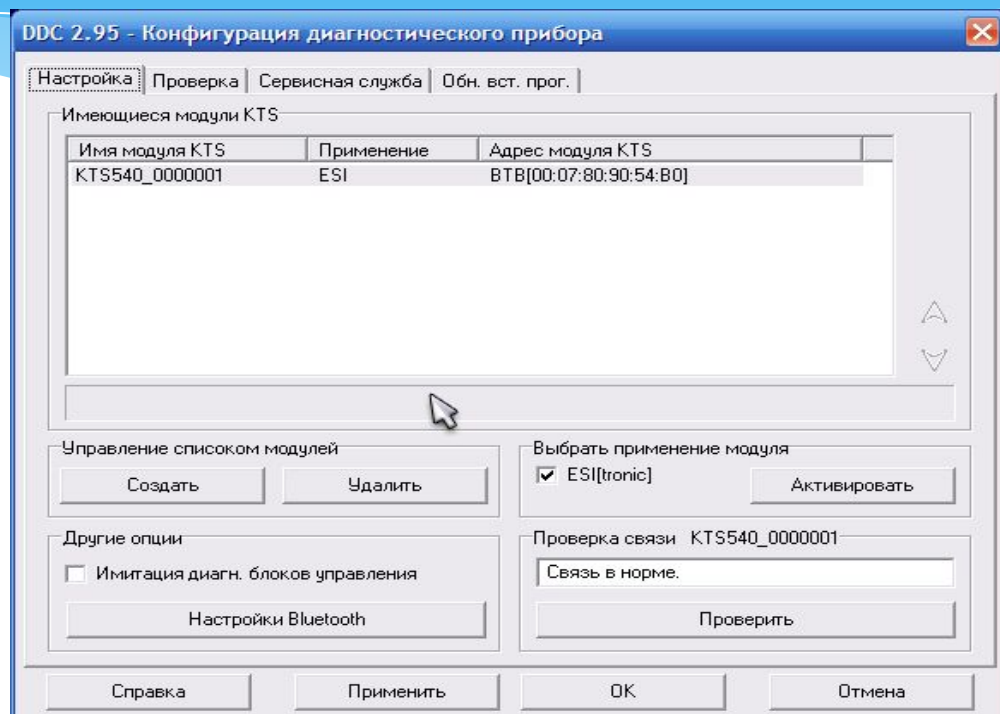 DDC 2.95 - Конфигурация диагностического прибора
Настройка Проверка Сервисная служба Обн. вст. прог.
Имеющиеся модули KTS
Имя модуля KTS Применение Адрес модуля KTS
KTS540_0000001 ESI BTB[00:07:80:90:54:B0]
Управление списоком модулей
Создать Удалить
Выбрать применение модуля
ESI[tronic] Активировать
Другие опции
Имитация диагн. блоков управления
Настройки Bluetooth
Проверка связи KTS540_0000001
Связь в норме.
Проверить
Справка Применить OK Отмена